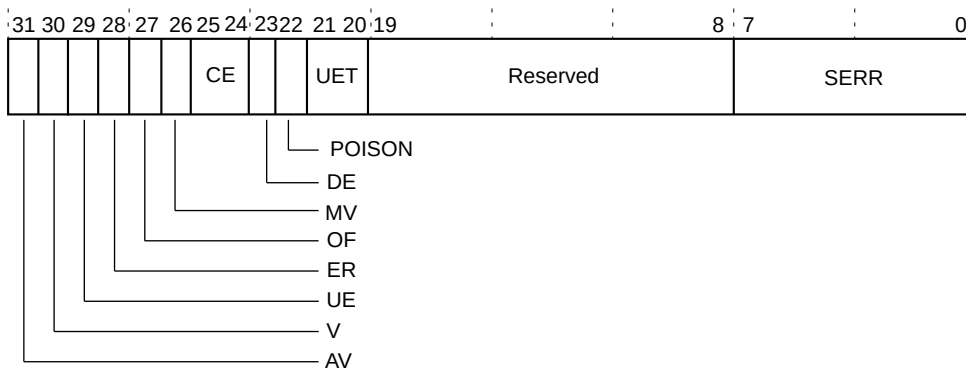 31 30 29 28 27 26 25 24 23 22 21 20 19 8 7 0
CE UET Reserved SERR
POISON
DE
MV
OF
ER
UE
V
AV